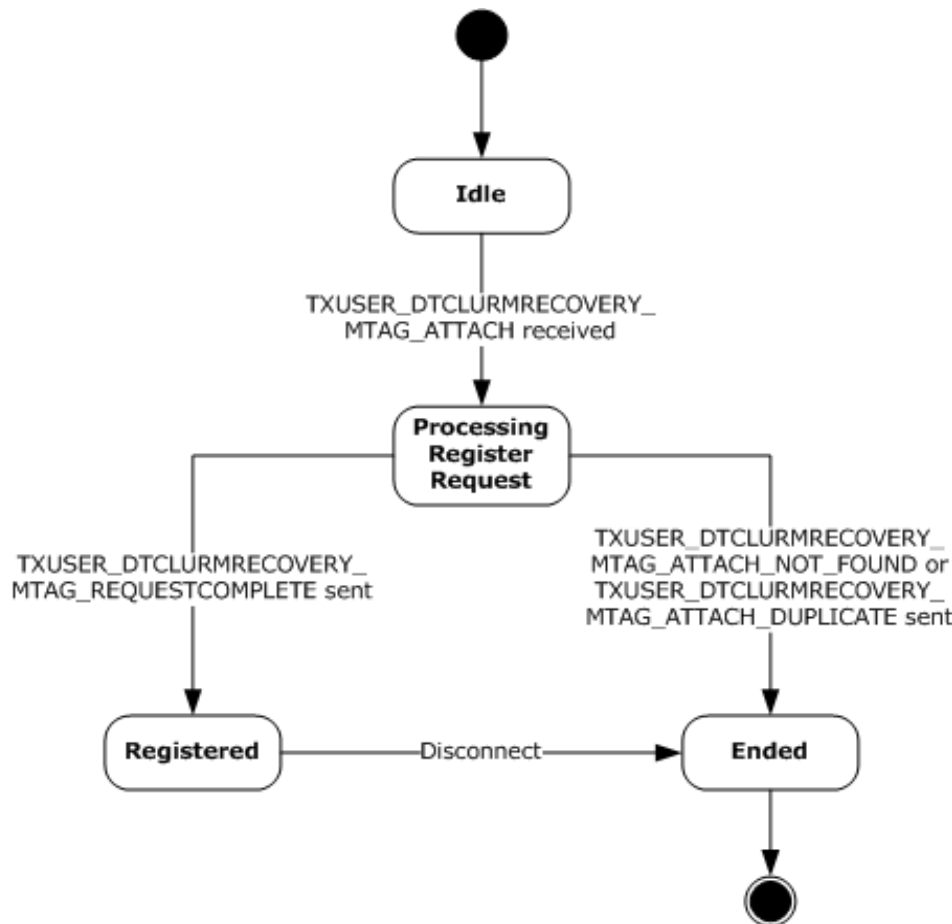 Idle
TXUSER_DTCLURMRECOVERY_
MTAG_ATTACH received
Processing
Register
Request
TXUSER_DTCLURMRECOVERY_
MTAG_REQUESTCOMPLETE sent
TXUSER_DTCLURMRECOVERY_
MTAG_ATTACH_NOT_FOUND or
TXUSER_DTCLURMRECOVERY_
MTAG_ATTACH_DUPLICATE sent
Registered
Disconnect
Ended